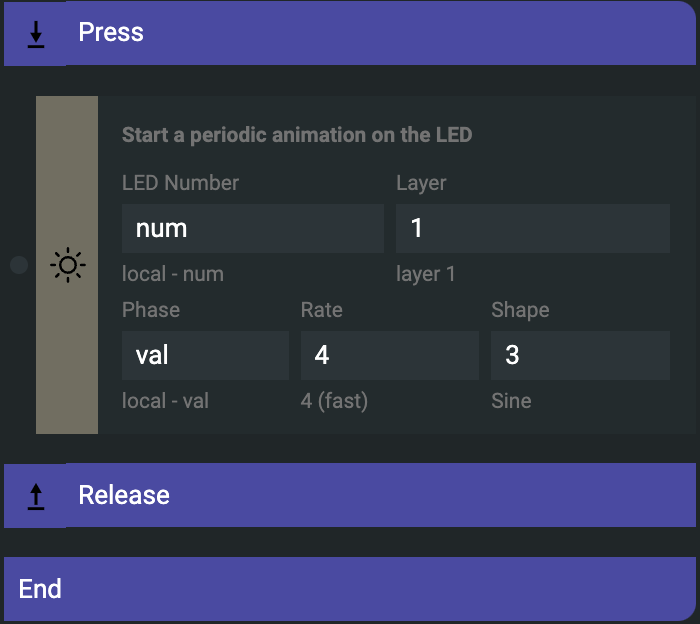 Press
Start a periodic animation on the LED
LED Number Layer
num 1
local - num layer 1
Phase Rate Shape
val 4 3
local - val 4 (fast) Sine
Release
End